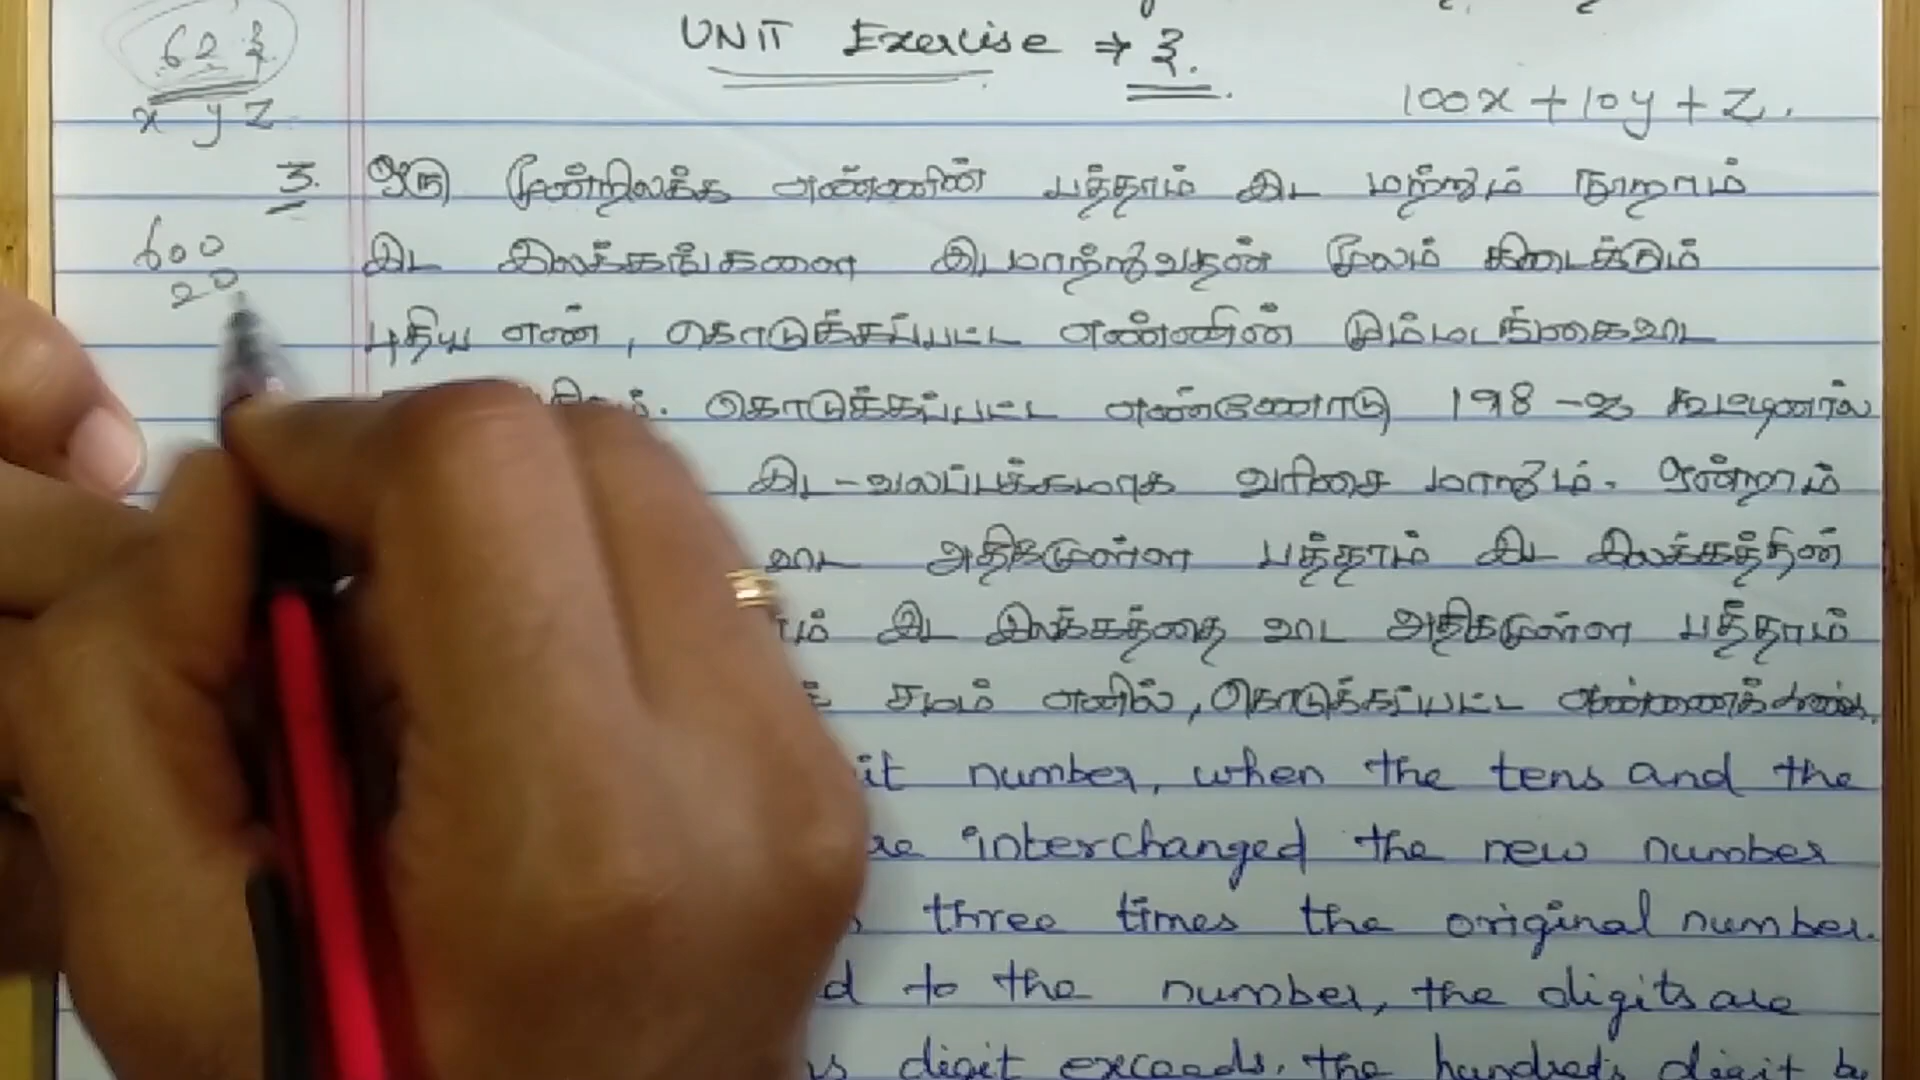 623
UNIT Exercise → 3.
x y z
100x + 10y + z.
3. ஒரு மூன்றிலக்க எண்ணின் பத்தாம் இட மற்றும் நூறாம்
600
இட இலக்கங்களை இடமாற்றுவதன் மூலம் கிடைக்கும்
20
புதிய எண், கொடுக்கப்பட்ட எண்ணின் மும்மடங்கைவிட
கொடுக்கப்பட்ட எண்ணோடு 198-ஐ கூட்டினால்
இட-வலப்பக்கமாக வரிசை மாறும். ஒன்றாம்
விட அதிகமுள்ள பத்தாம் இட இலக்கத்தின்
இட இலக்கத்தை விட அதிகமுள்ள பத்தாம்
சமம் எனில், கொடுக்கப்பட்ட எண்ணைக் காண்க.
number, when the tens and the
interchanged the new number
three times the original number.
to the number, the digits are
digit exceeds the hundreds digit by